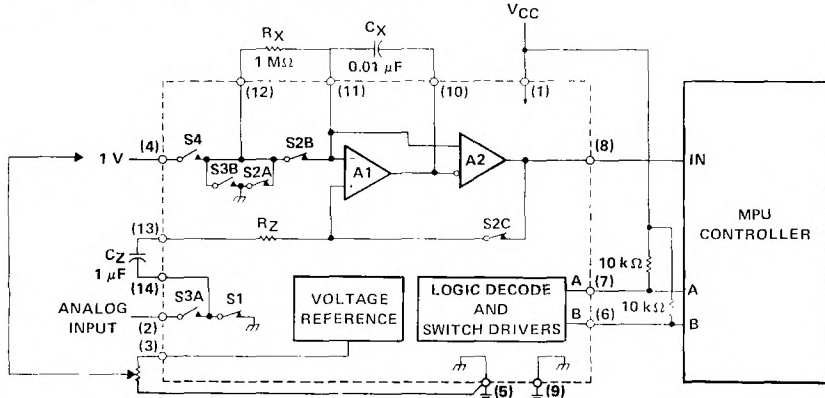 VCC
RX
1 MΩ
CX
0.01 μF
(12)
(11)
(10)
(1)
(4)
1 V
S4
S3B
S2A
S2B
A1
A2
(8)
IN
MPU
CONTROLLER
(13)
RZ
S2C
CZ
1 μF
(14)
S3A
S1
ANALOG
INPUT
(2)
(3)
VOLTAGE
REFERENCE
LOGIC DECODE
AND
SWITCH DRIVERS
A
(7)
B
(6)
10 kΩ
10 kΩ
A
B
(5)
(9)